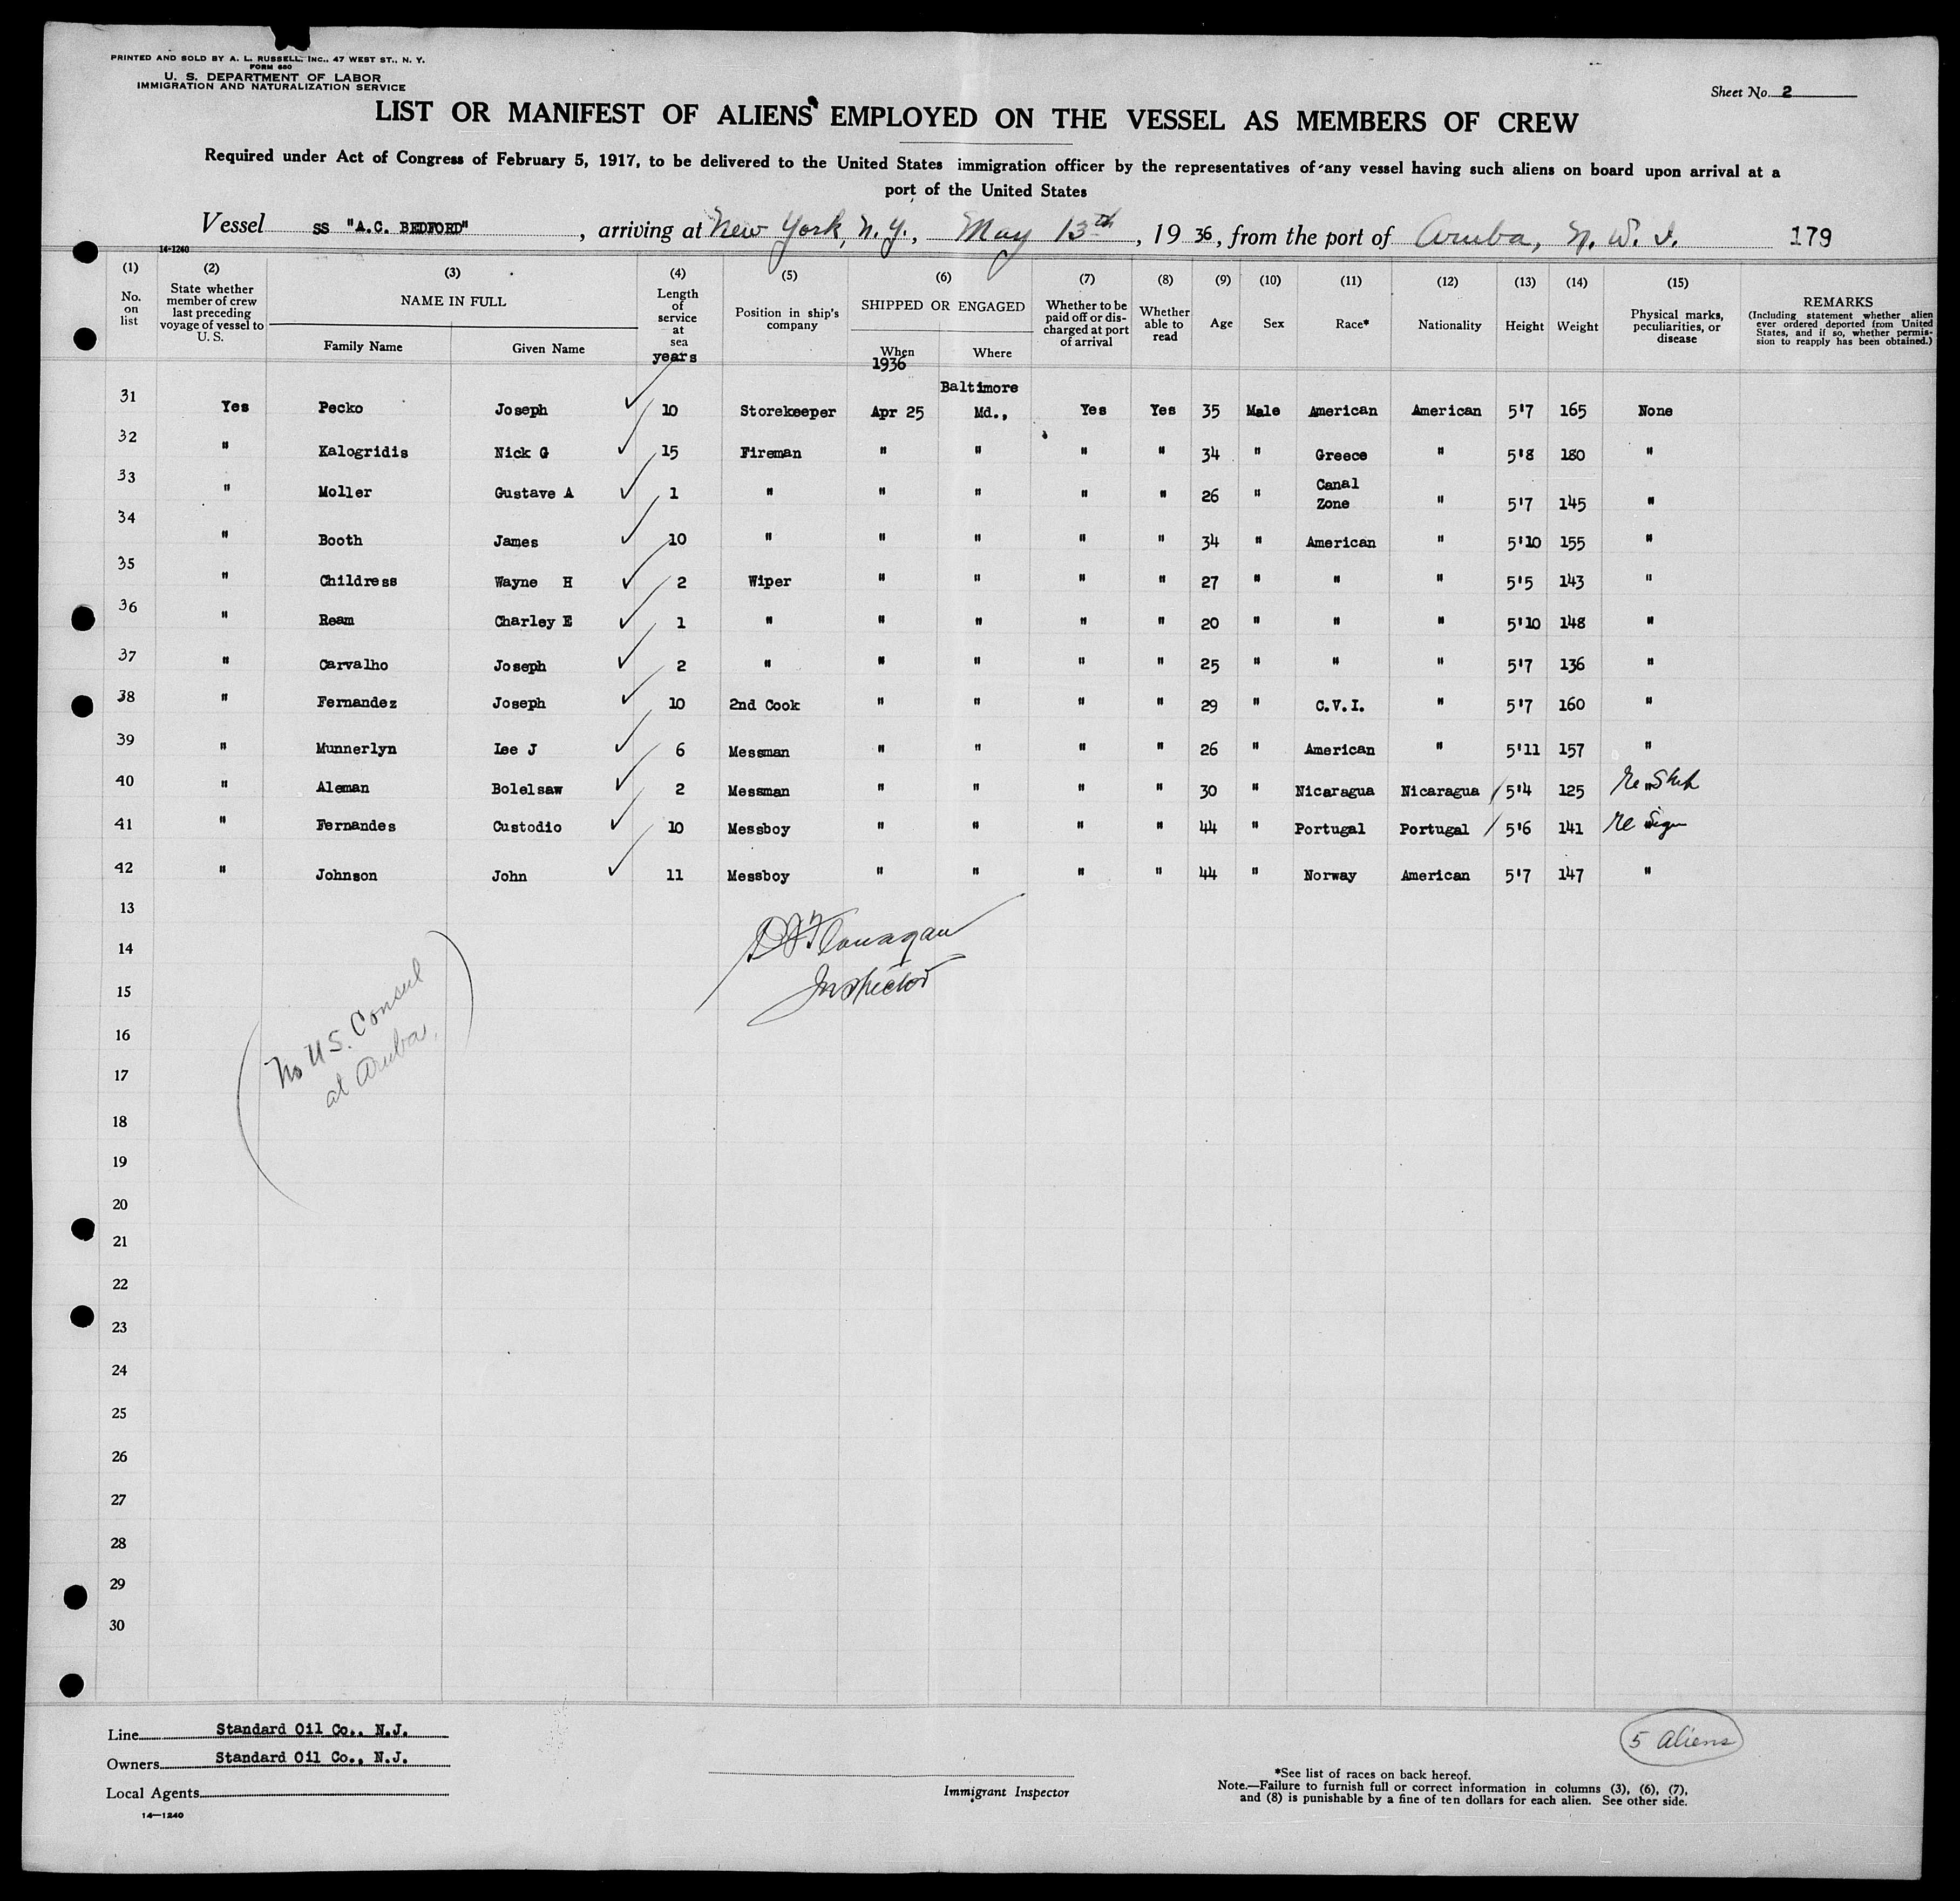 PRINTED AND SOLD BY A. L. RUSSELL, INC., 47 WEST ST., N. Y.
FORM 680
U. S. DEPARTMENT OF LABOR
IMMIGRATION AND NATURALIZATION SERVICE
Sheet No. 2
LIST OR MANIFEST OF ALIENS EMPLOYED ON THE VESSEL AS MEMBERS OF CREW
Required under Act of Congress of February 5, 1917, to be delivered to the United States immigration officer by the representatives of any vessel having such aliens on board upon arrival at a
port of the United States
Vessel SS "A.C. BEDFORD", arriving at New York, N.Y., May 13th, 1936, from the port of Aruba, N. W. I. 179
14-1240
(1) (2) (3) (4) (5) (6) (7) (8) (9) (10) (11) (12) (13) (14) (15)
No. on list
State whether member of crew last preceding voyage of vessel to U. S.
NAME IN FULL
Family Name Given Name
Length of service at sea years
Position in ship's company
SHIPPED OR ENGAGED
When 1936 Where
Whether to be paid off or discharged at port of arrival
Whether able to read
Age
Sex
Race*
Nationality
Height
Weight
Physical marks, peculiarities, or disease
REMARKS
(Including statement whether alien ever ordered deported from United States, and if so, whether permission to reapply has been obtained.)
31 Yes Pecko Joseph 10 Storekeeper Apr 25 Baltimore Md., Yes Yes 35 Male American American 5'7 165 None
32 " Kalogridis Nick G 15 Fireman " " " " 34 " Greece " 5'8 180 "
33 " Moller Gustave A 1 " " " " " 26 " Canal Zone " 5'7 145 "
34 " Booth James 10 " " " " " 34 " American " 5'10 155 "
35 " Childress Wayne H 2 Wiper " " " " 27 " " " 5'5 143 "
36 " Ream Charley E 1 " " " " " 20 " " " 5'10 148 "
37 " Carvalho Joseph 2 " " " " " 25 " " " 5'7 136 "
38 " Fernandez Joseph 10 2nd Cook " " " " 29 " C.V.I. " 5'7 160 "
39 " Munnerlyn Lee J 6 Messman " " " " 26 " American " 5'11 157 "
40 " Aleman Bolelsaw 2 Messman " " " " 30 " Nicaragua Nicaragua 5'4 125 "
41 " Fernandes Custodio 10 Messboy " " " " 44 " Portugal Portugal 5'6 141 "
42 " Johnson John 11 Messboy " " " " 44 " Norway American 5'7 147 "
13
14
15
16
17
18
19
20
21
22
23
24
25
26
27
28
29
30
Flanagan
Inspector
No U.S. Consul
at Aruba,
Line Standard Oil Co., N.J.
Owners Standard Oil Co., N.J.
Local Agents
14—1240
Immigrant Inspector
5 aliens
*See list of races on back hereof.
Note.—Failure to furnish full or correct information in columns (3), (6), (7),
and (8) is punishable by a fine of ten dollars for each alien. See other side.